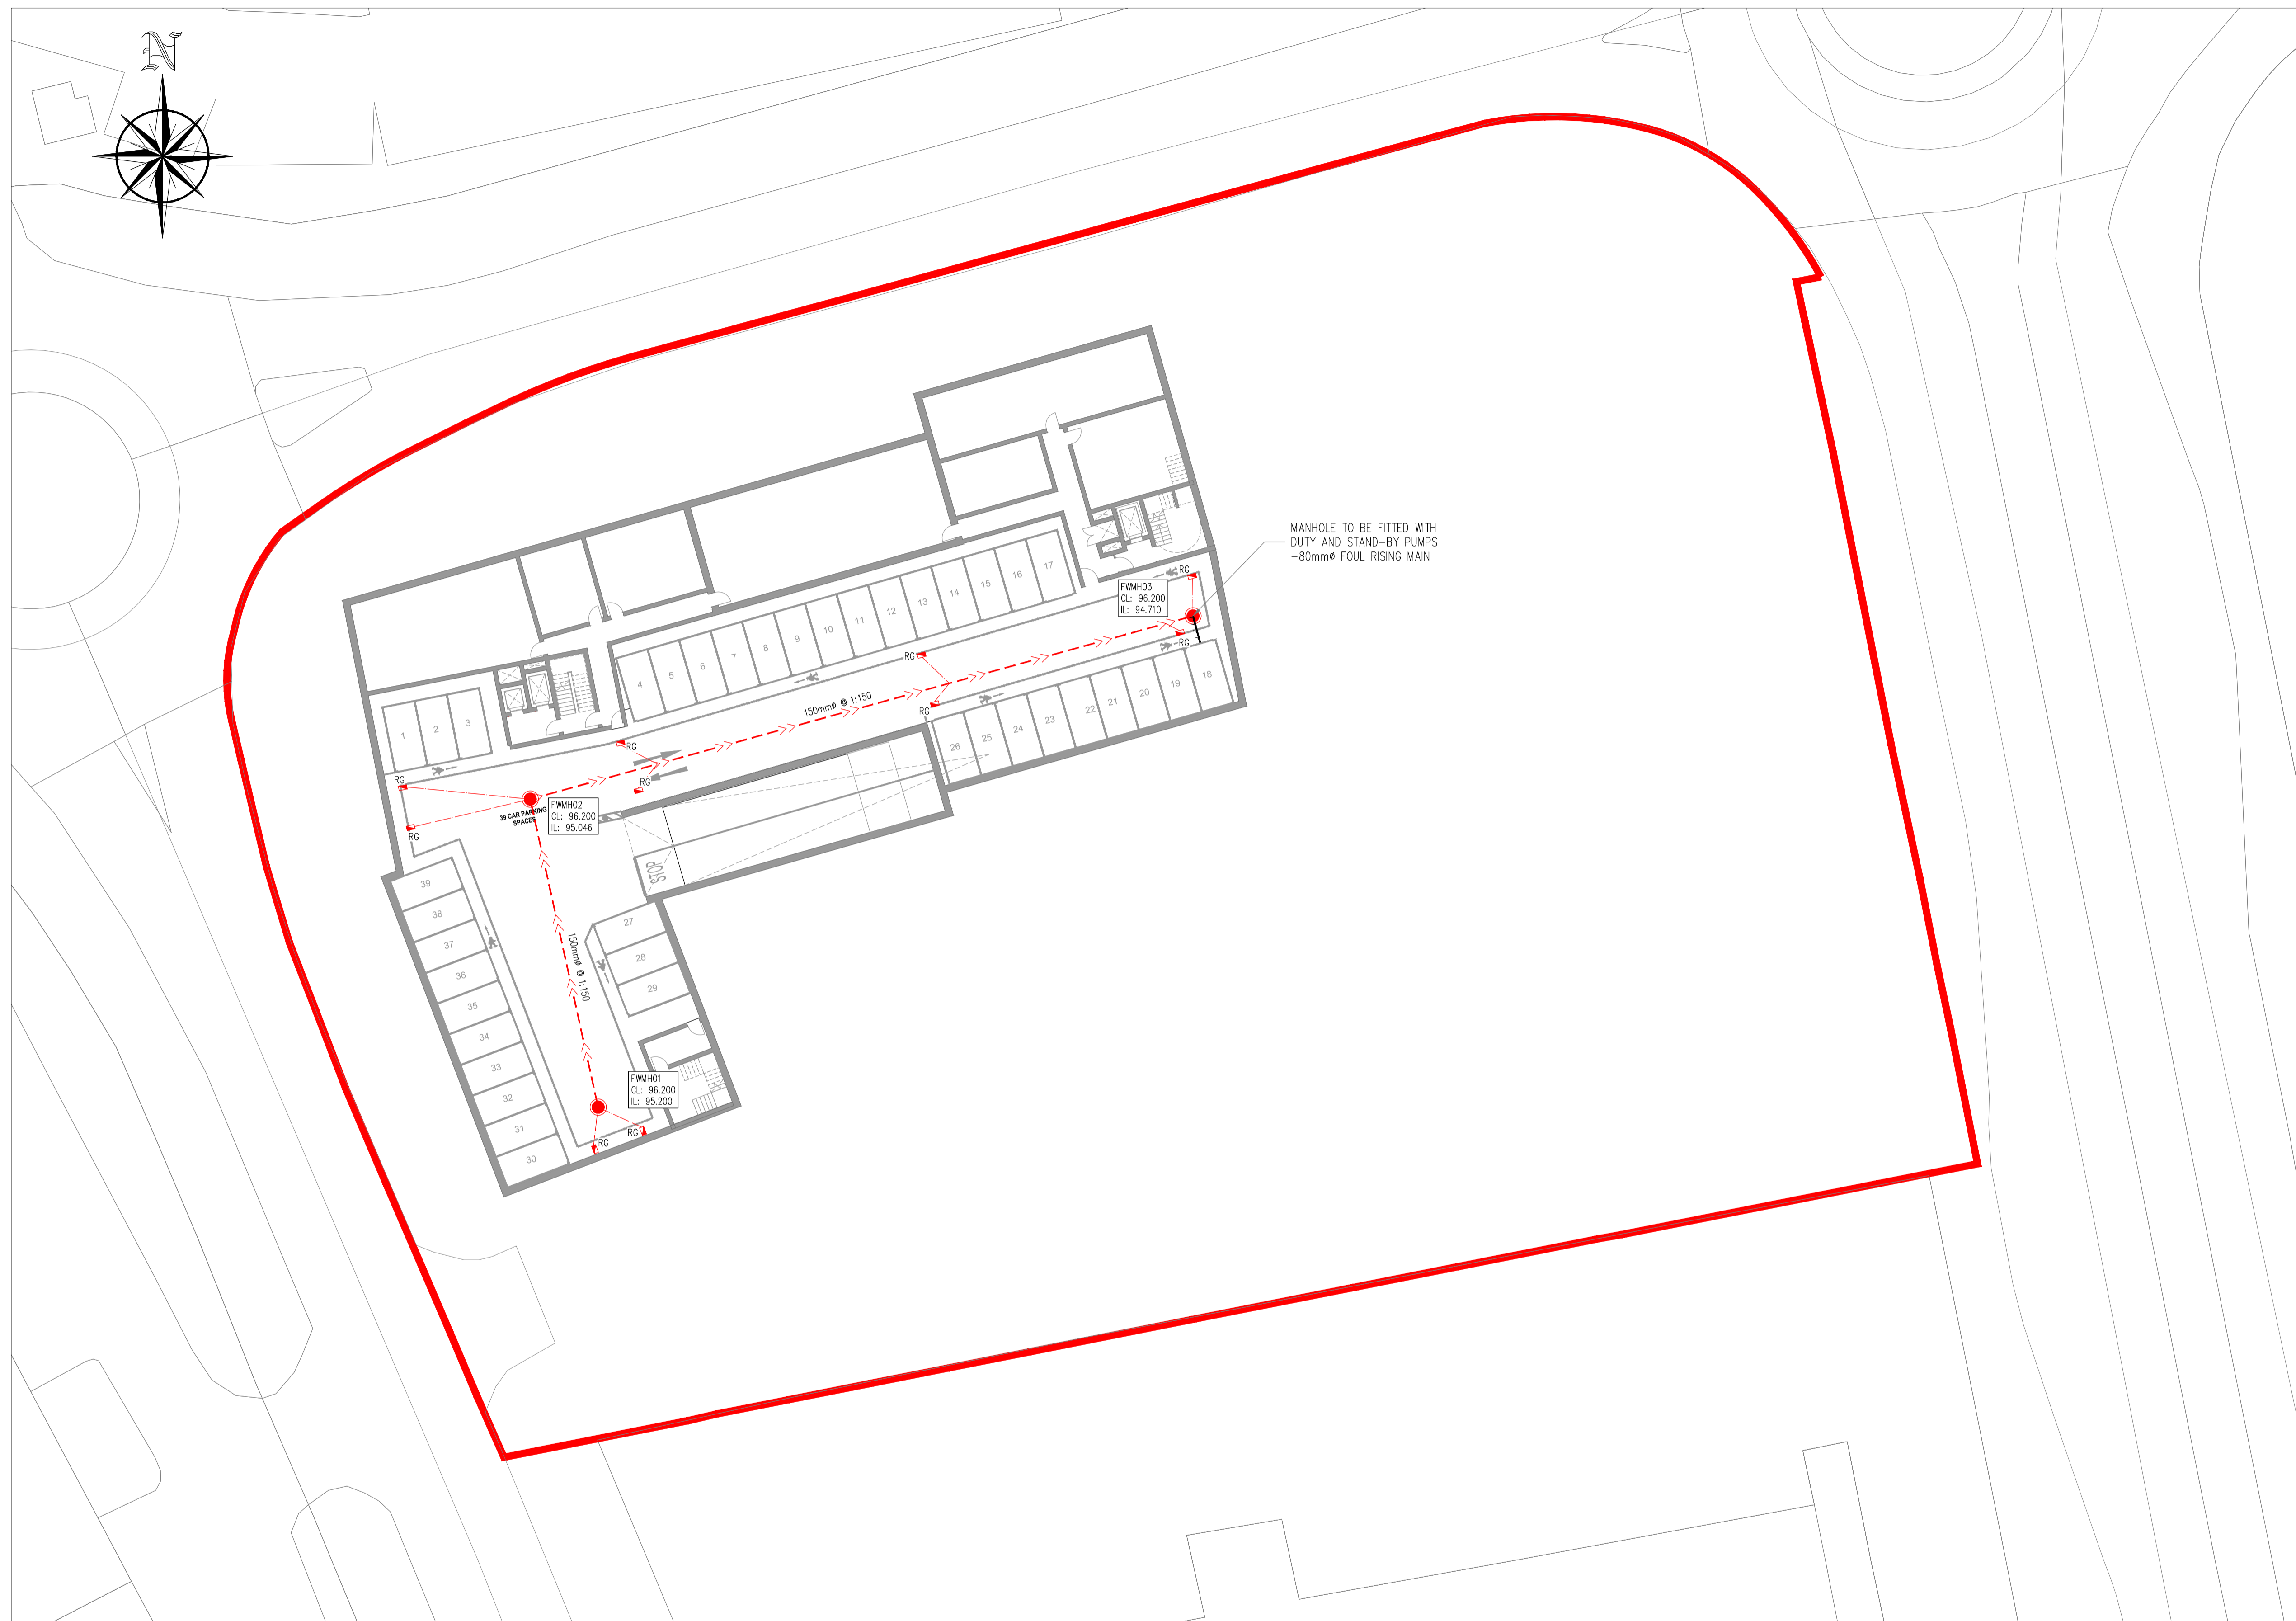 N
MANHOLE TO BE FITTED WITH
DUTY AND STAND-BY PUMPS
-80mmø FOUL RISING MAIN
RG
FWMH03
CL: 96.200
IL: 94.710
RG
17
16
15
14
13
12
11
10
9
8
7
6
5
4
RG
RG
150mmø @ 1:150
18
19
20
21
22
23
24
25
26
1
2
3
RG
RG
RG
RG
39 CAR PARKING
SPACES
FWMH02
CL: 96.200
IL: 95.046
STOP
39
38
37
36
35
34
33
32
31
30
27
28
29
150mmø @ 1:150
FWMH01
CL: 96.200
IL: 95.200
RG
RG